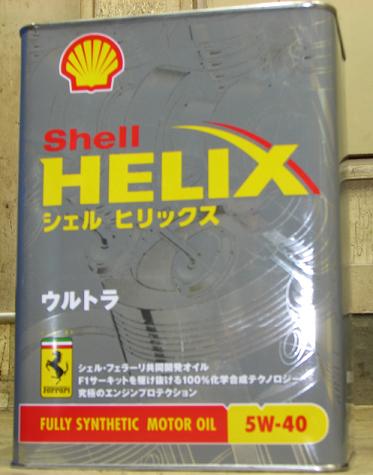 Shell
HELIX
シェル ヒリックス
ウルトラ
シェル・フェラーリ共同開発オイル
F1サーキットを駆け抜ける100%化学合成テクノロジー
究極のエンジンプロテクション
Ferrari
FULLY SYNTHETIC MOTOR OIL 5W-40